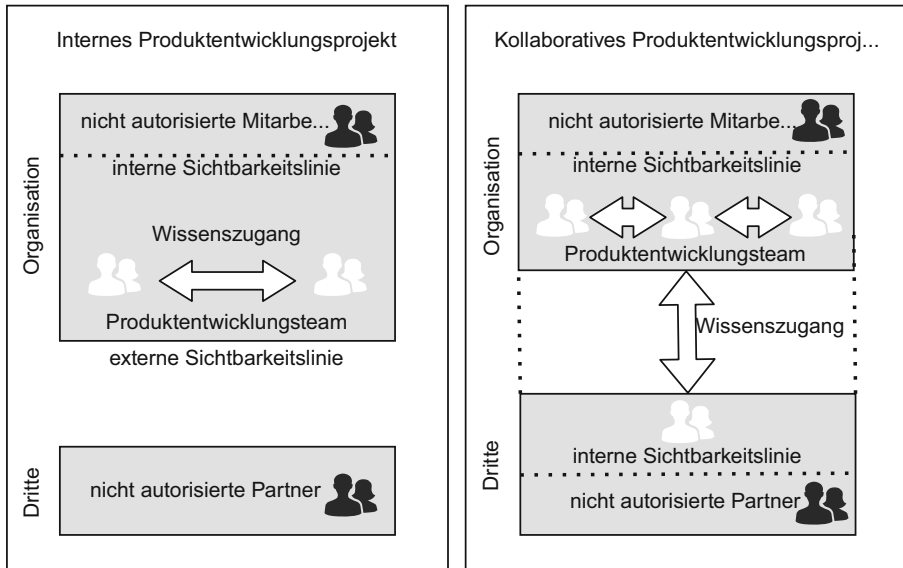 Internes Produktentwicklungsprojekt
Organisation
nicht autorisierte Mitarbe...
interne Sichtbarkeitslinie
Wissenszugang
Produktentwicklungsteam
externe Sichtbarkeitslinie
Dritte
nicht autorisierte Partner
Kollaboratives Produktentwicklungsproj...
Organisation
nicht autorisierte Mitarbe...
interne Sichtbarkeitslinie
Produktentwicklungsteam
Wissenszugang
Dritte
interne Sichtbarkeitslinie
nicht autorisierte Partner